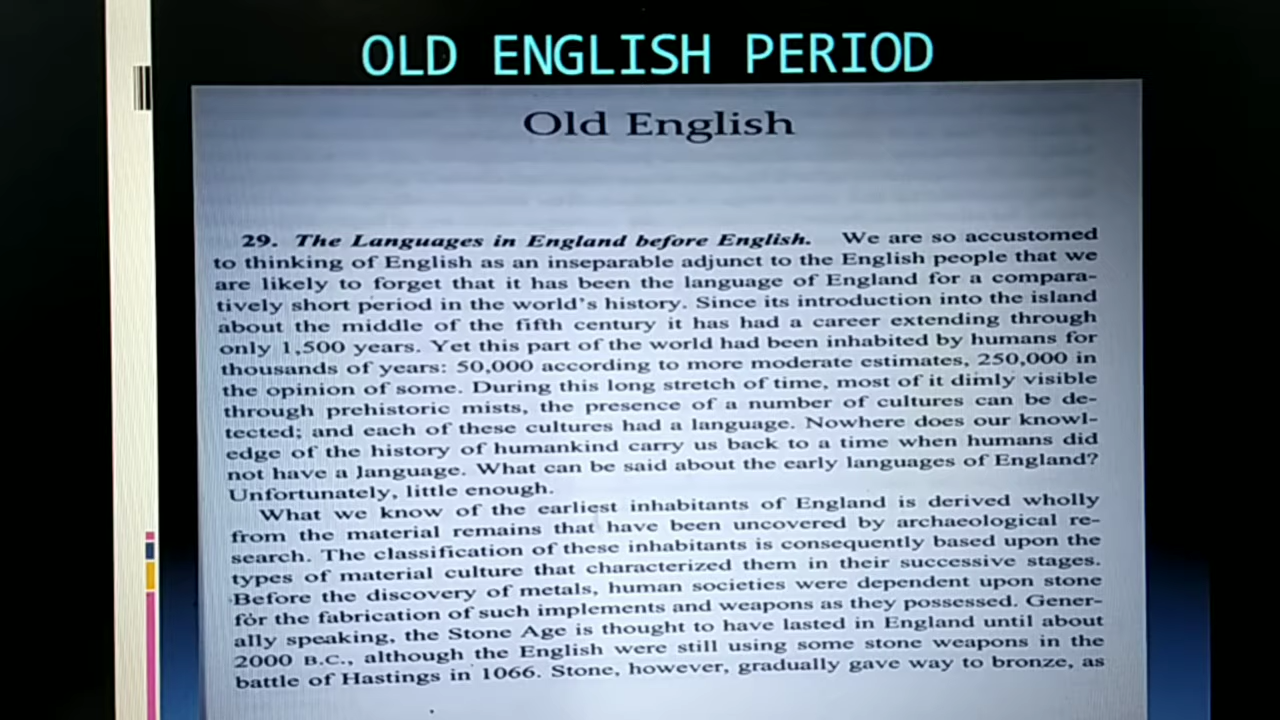 OLD ENGLISH PERIOD
Old English
29. The Languages in England before English. We are so accustomed
to thinking of English as an inseparable adjunct to the English people that we
are likely to forget that it has been the language of England for a compara-
tively short period in the world's history. Since its introduction into the island
about the middle of the fifth century it has had a career extending through
only 1,500 years. Yet this part of the world had been inhabited by humans for
thousands of years: 50,000 according to more moderate estimates, 250,000 in
the opinion of some. During this long stretch of time, most of it dimly visible
through prehistoric mists, the presence of a number of cultures can be de-
tected; and each of these cultures had a language. Nowhere does our knowl-
edge of the history of humankind carry us back to a time when humans did
not have a language. What can be said about the early languages of England?
Unfortunately, little enough.
What we know of the earliest inhabitants of England is derived wholly
from the material remains that have been uncovered by archaeological re-
search. The classification of these inhabitants is consequently based upon the
types of material culture that characterized them in their successive stages.
Before the discovery of metals, human societies were dependent upon stone
for the fabrication of such implements and weapons as they possessed. Gener-
ally speaking, the Stone Age is thought to have lasted in England until about
2000 B.C., although the English were still using some stone weapons in the
battle of Hastings in 1066. Stone, however, gradually gave way to bronze, as